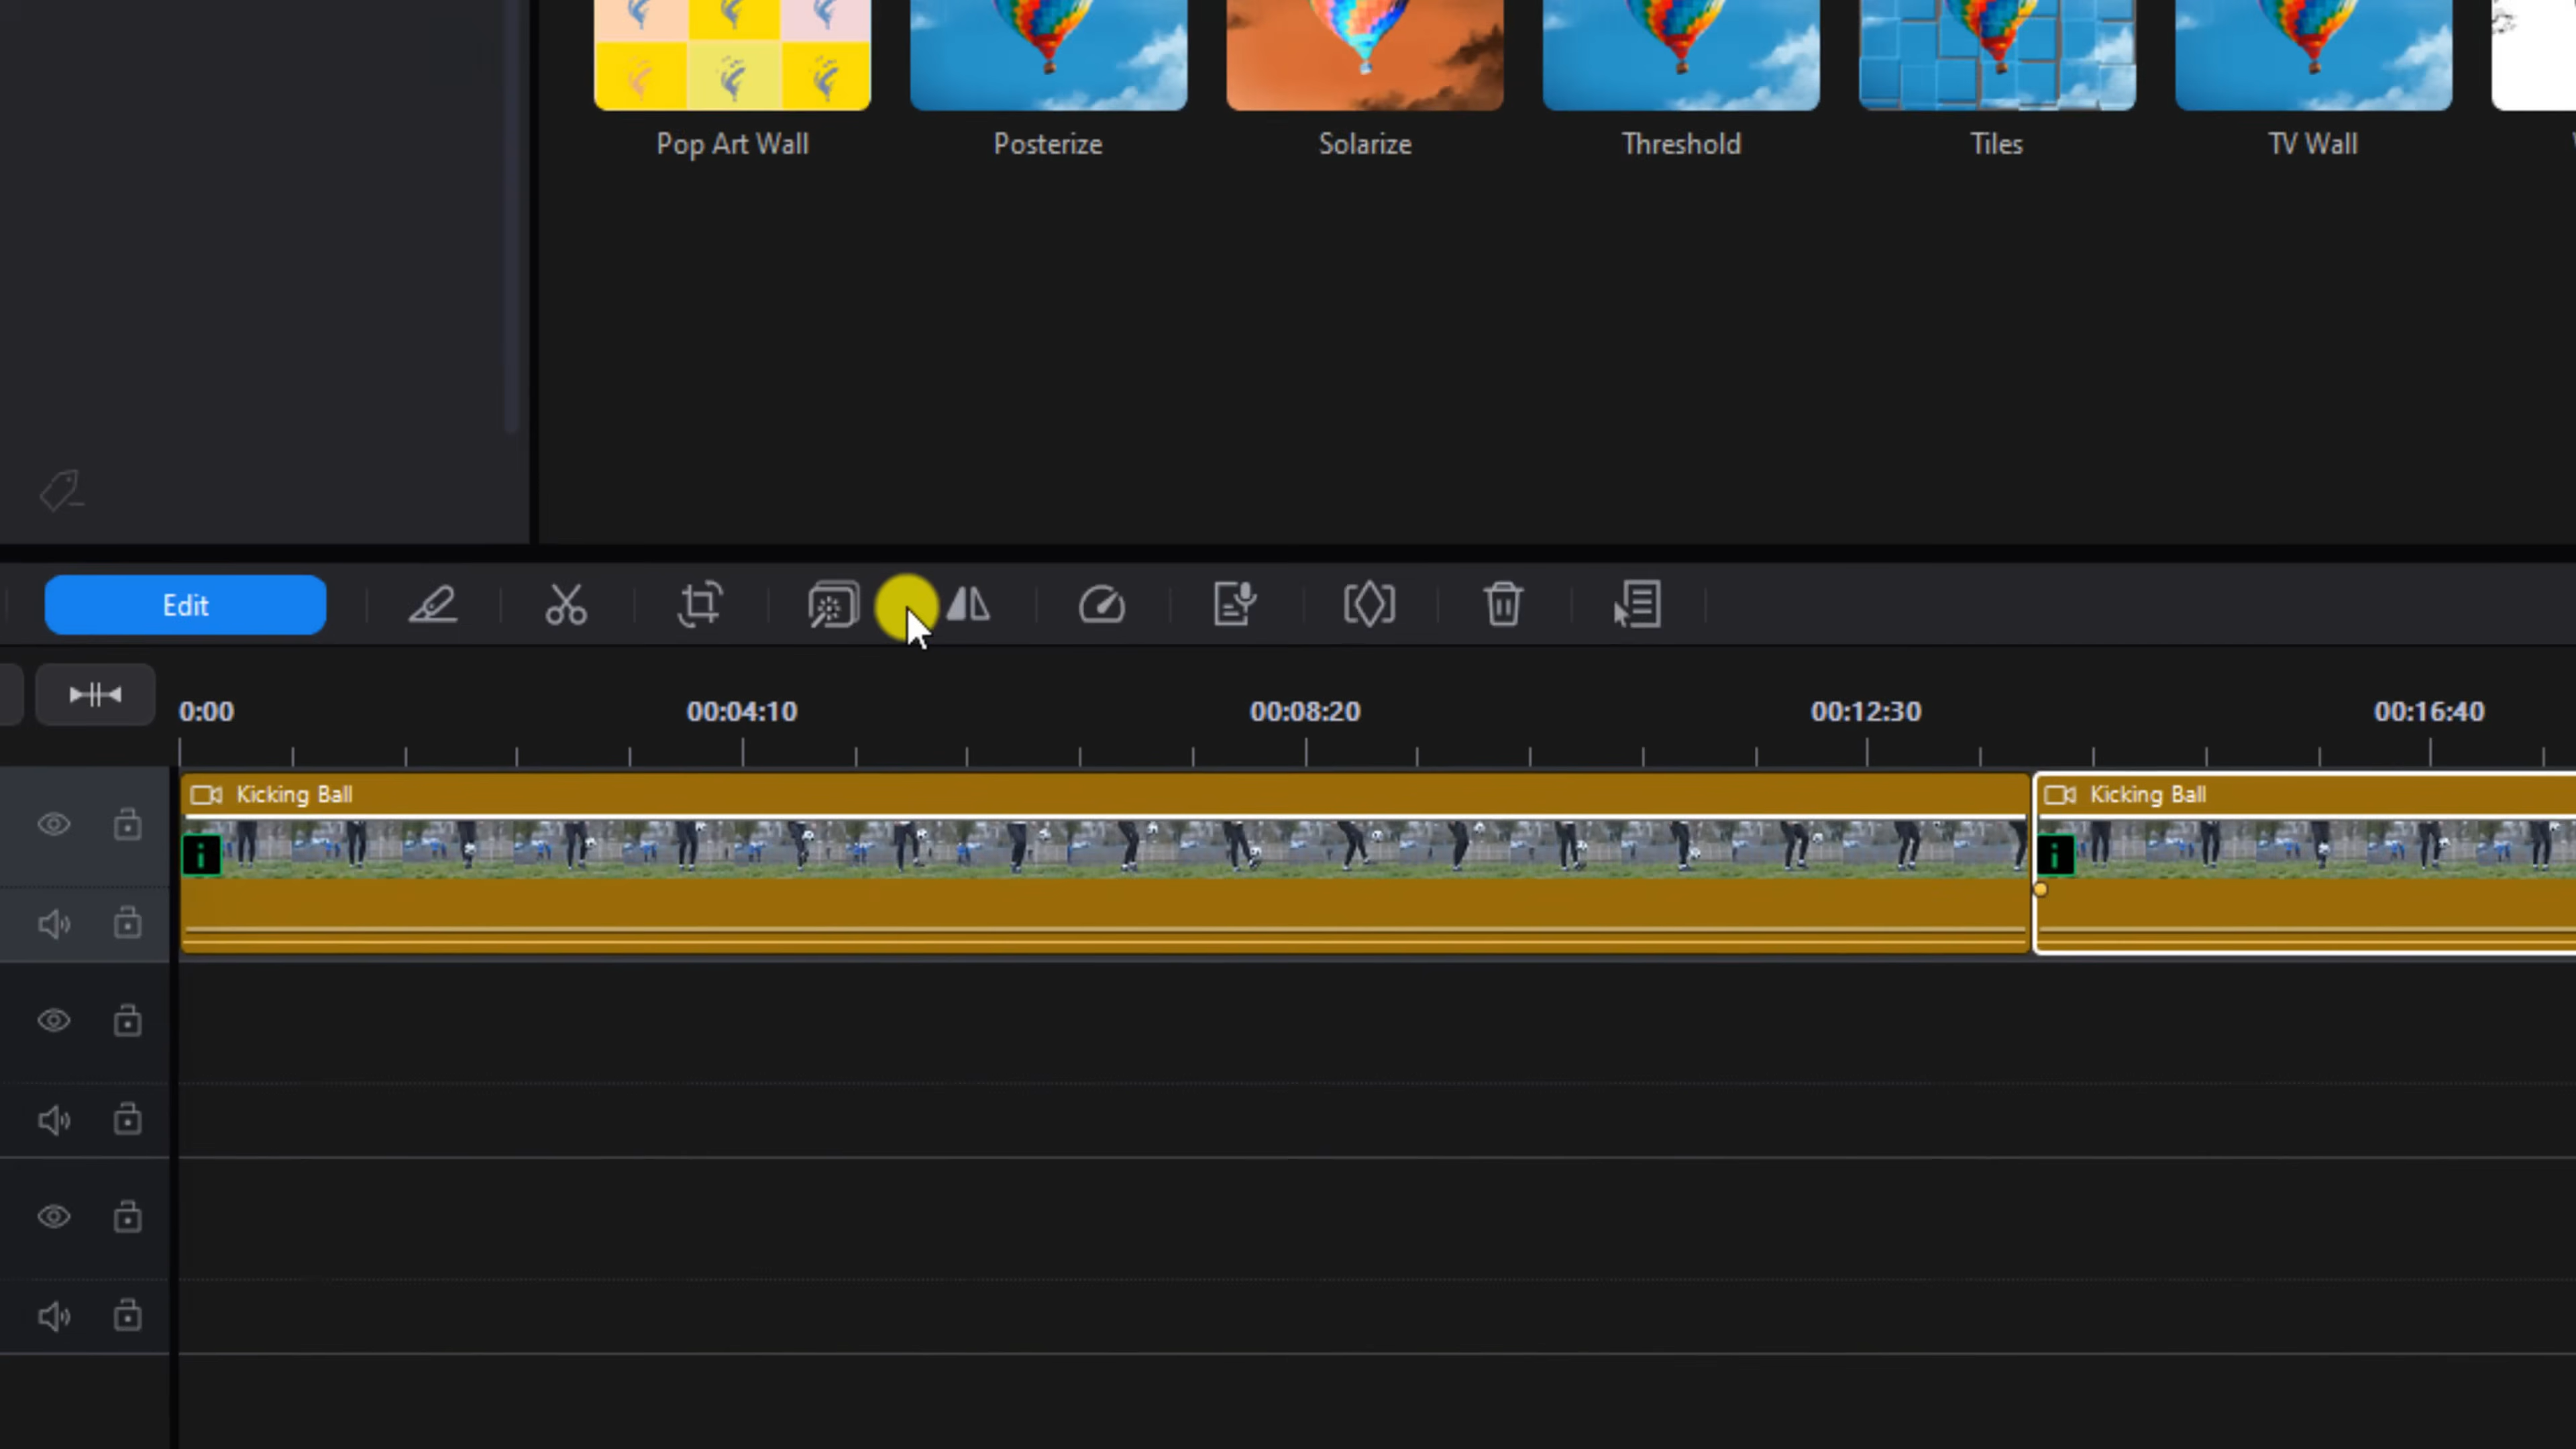 Pop Art Wall
Posterize
Solarize
Threshold
Tiles
TV Wall
Edit
0:00
00:04:10
00:08:20
00:12:30
00:16:40
Kicking Ball
Kicking Ball
i
i